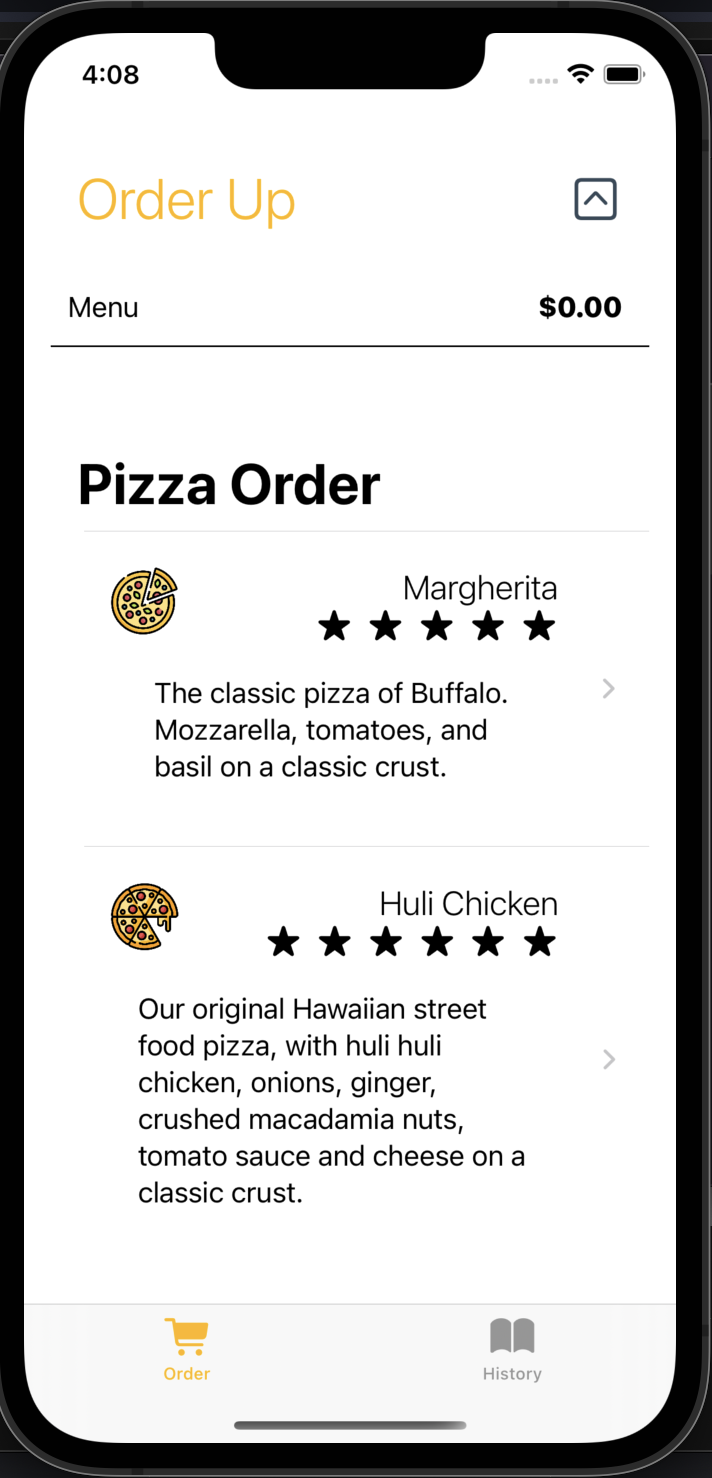 4:08
Order Up
Menu
$0.00
Pizza Order
Margherita
The classic pizza of Buffalo.
Mozzarella, tomatoes, and
basil on a classic crust.
Huli Chicken
Our original Hawaiian street
food pizza, with huli huli
chicken, onions, ginger,
crushed macadamia nuts,
tomato sauce and cheese on a
classic crust.
Order
History